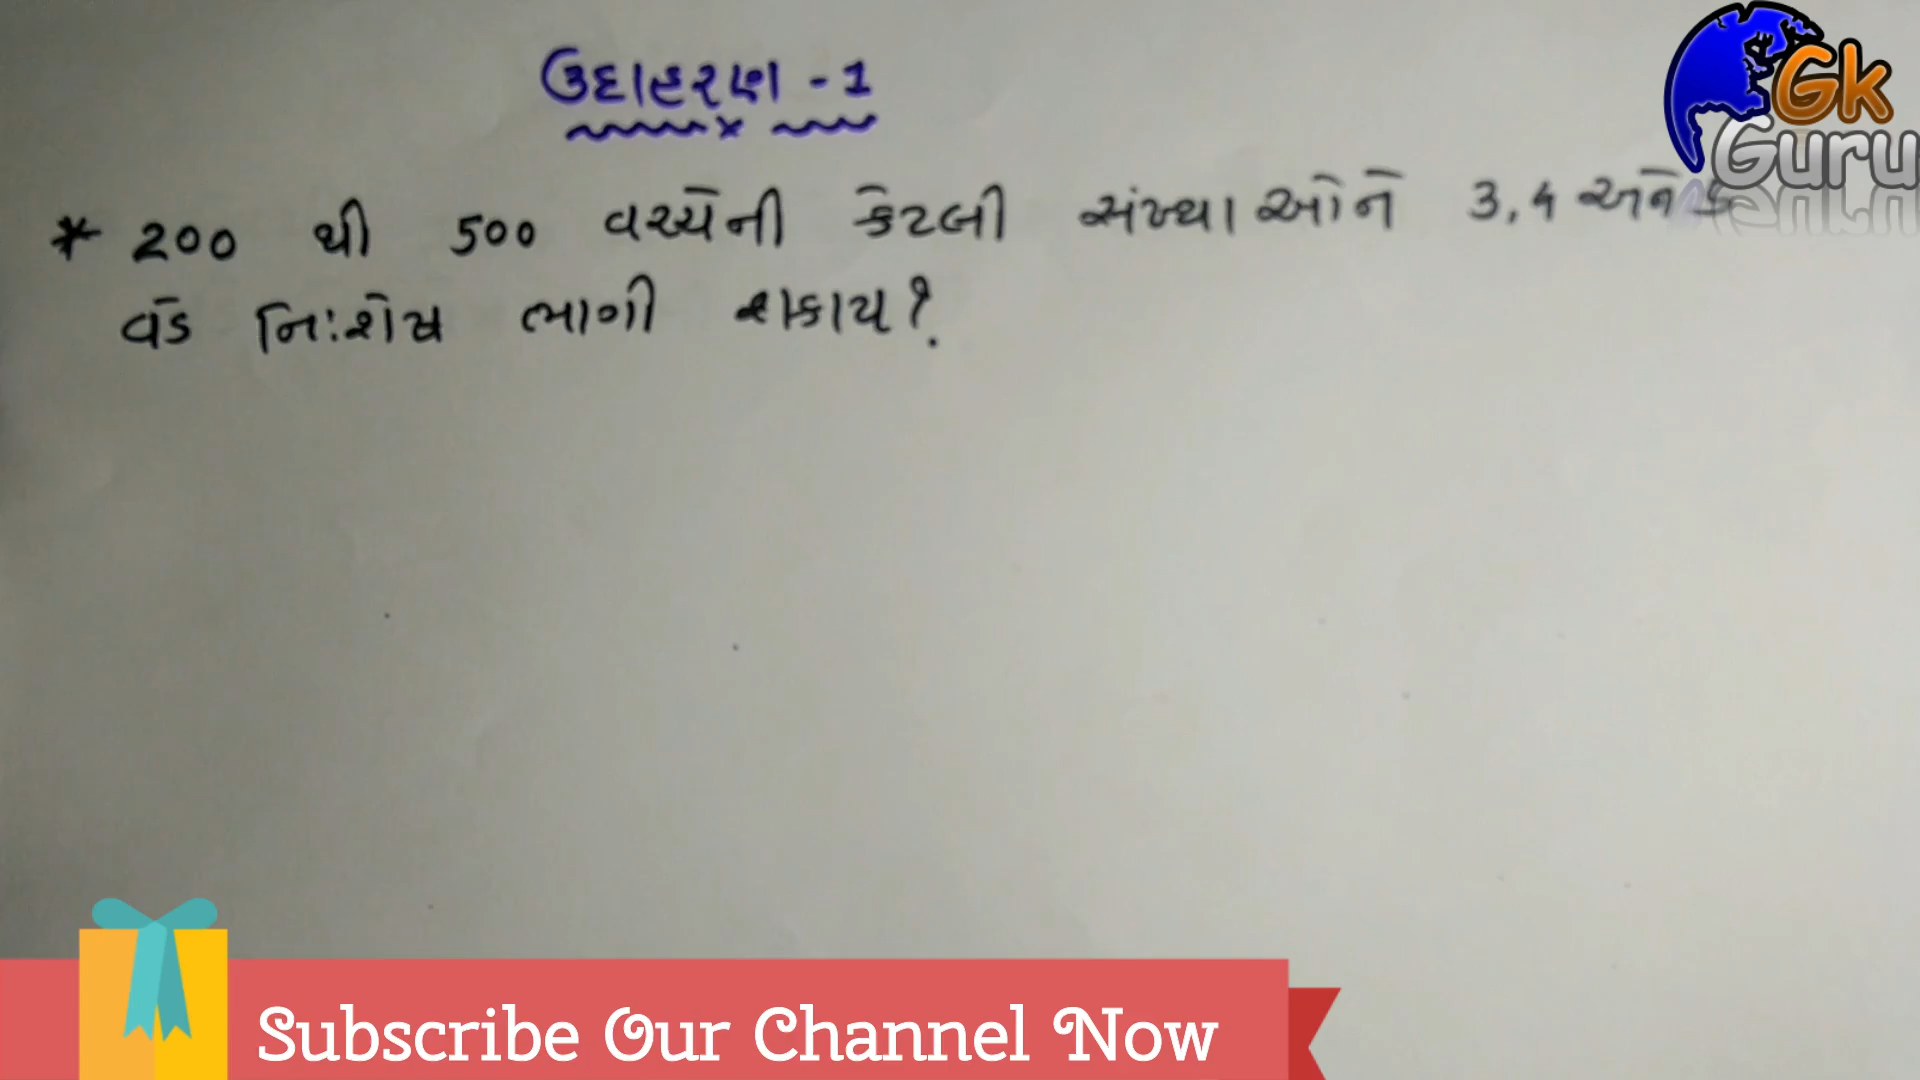 ઉદાહરણ - 1
* 200 થી 500 વચ્ચેની કેટલી સંખ્યાઓને 3, 4 અને
વડે નિ:શેષ ભાગી શકાય?
Gk
Guru
Subscribe Our Channel Now